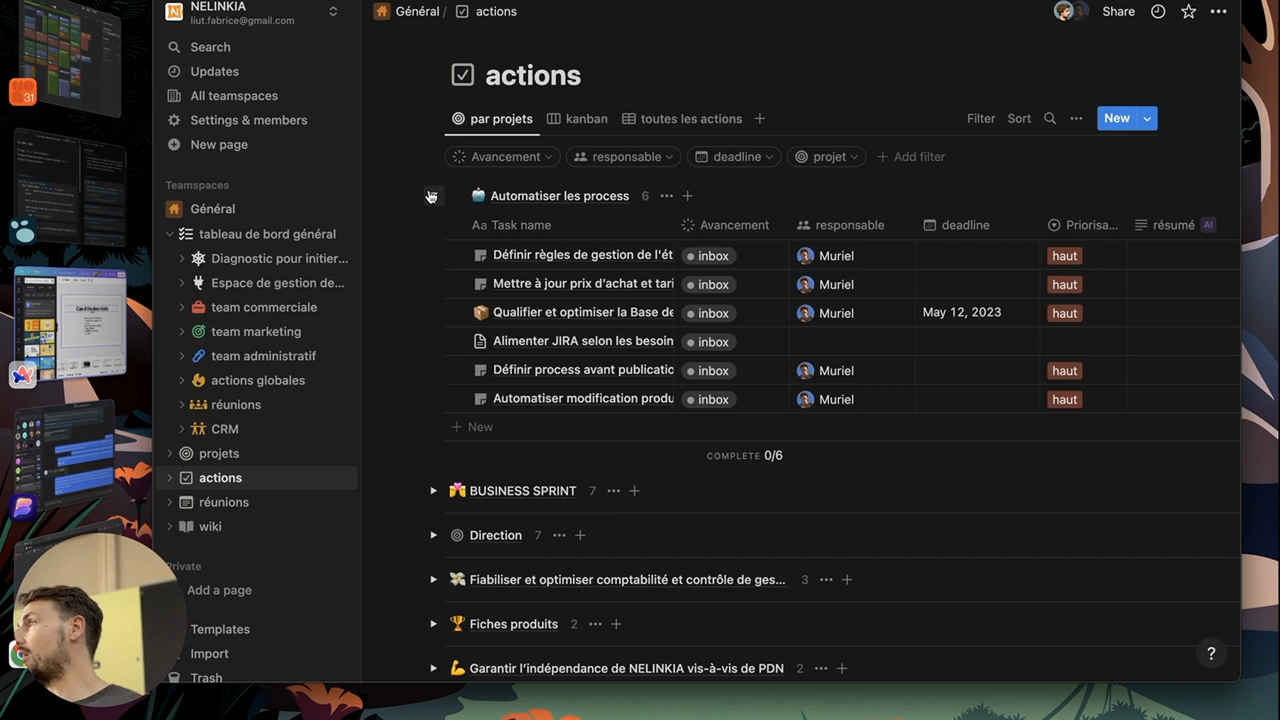 NELINKIA
liut.fabrice@gmail.com
Search
Updates
All teamspaces
Settings & members
New page
Teamspaces
Général
tableau de bord général
Diagnostic pour initier...
Espace de gestion de...
team commerciale
team marketing
team administratif
actions globales
réunions
CRM
projets
actions
réunions
wiki
Private
Add a page
Templates
Import
Trash
31
Général / actions
Share
actions
par projets kanban toutes les actions
Filter Sort New
Avancement responsable deadline projet Add filter
Automatiser les process 6
Aa Task name Avancement responsable deadline Priorisa... résumé AI
Définir règles de gestion de l'ét inbox Muriel haut
Mettre à jour prix d'achat et tari inbox Muriel haut
Qualifier et optimiser la Base de inbox Muriel May 12, 2023 haut
Alimenter JIRA selon les besoin inbox
Définir process avant publicatio inbox Muriel haut
Automatiser modification produ inbox Muriel haut
New
COMPLETE 0/6
BUSINESS SPRINT 7
Direction 7
Fiabiliser et optimiser comptabilité et contrôle de ges... 3
Fiches produits 2
Garantir l'indépendance de NELINKIA vis-à-vis de PDN 2
?